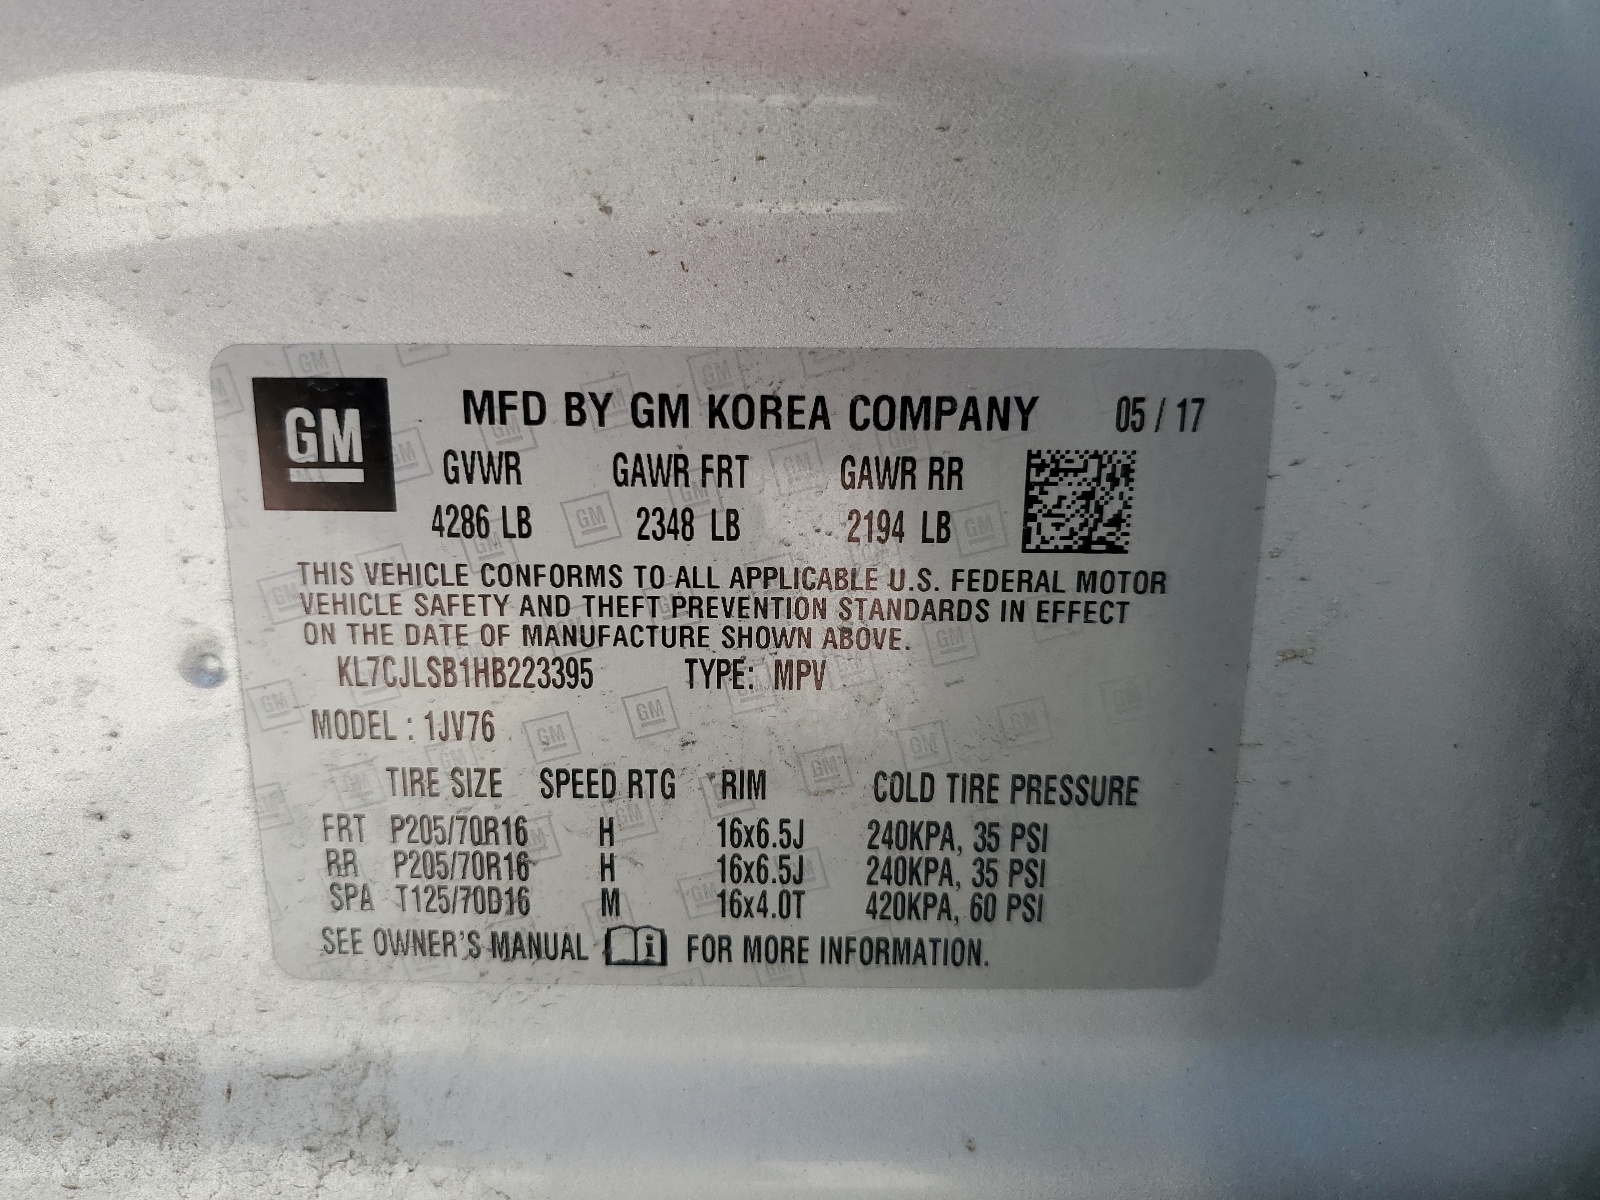 GM
MFD BY GM KOREA COMPANY 05 / 17
GVWR GAWR FRT GAWR RR
4286 LB 2348 LB 2194 LB
THIS VEHICLE CONFORMS TO ALL APPLICABLE U.S. FEDERAL MOTOR
VEHICLE SAFETY AND THEFT PREVENTION STANDARDS IN EFFECT
ON THE DATE OF MANUFACTURE SHOWN ABOVE.
KL7CJLSB1HB223395 TYPE: MPV
MODEL : 1JV76
TIRE SIZE SPEED RTG RIM COLD TIRE PRESSURE
FRT P205/70R16 H 16x6.5J 240KPA, 35 PSI
RR P205/70R16 H 16x6.5J 240KPA, 35 PSI
SPA T125/70D16 M 16x4.0T 420KPA, 60 PSI
SEE OWNER'S MANUAL FOR MORE INFORMATION.